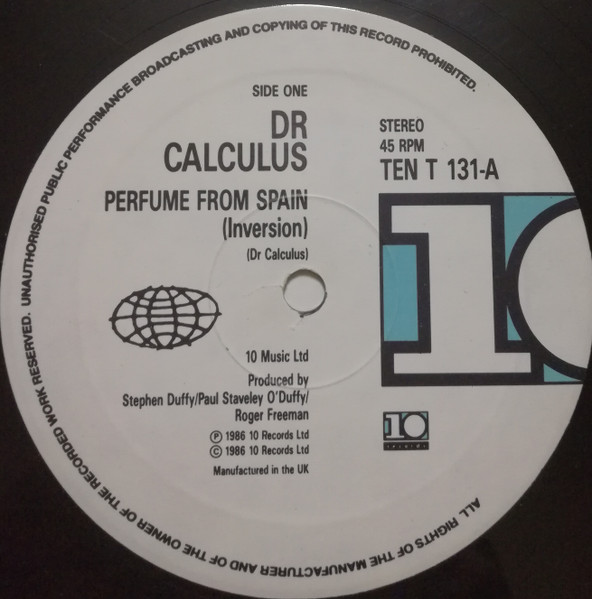 ALL RIGHTS OF THE MANUFACTURER AND OF THE OWNER OF THE RECORDED WORK RESERVED. UNAUTHORISED PUBLIC PERFORMANCE BROADCASTING AND COPYING OF THIS RECORD PROHIBITED.
SIDE ONE
DR
CALCULUS
PERFUME FROM SPAIN
(Inversion)
(Dr Calculus)
STEREO
45 RPM
TEN T 131-A
10
10 Music Ltd
Produced by
Stephen Duffy/Paul Staveley O'Duffy/
Roger Freeman
℗ 1986 10 Records Ltd
© 1986 10 Records Ltd
Manufactured in the UK
10
records